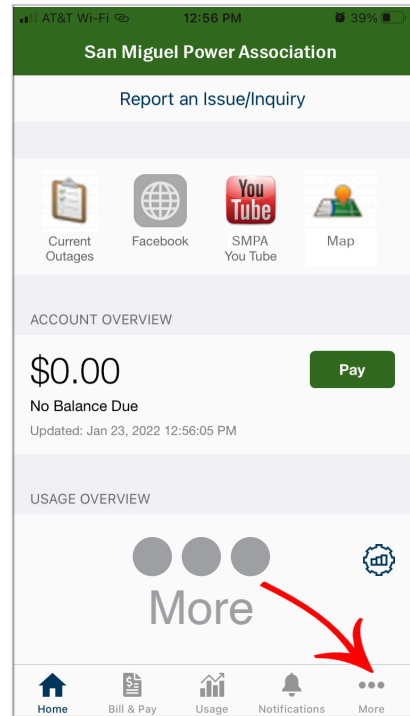 AT&T Wi-Fi 12:56 PM 39%
San Miguel Power Association
Report an Issue/Inquiry
You
Tube
Current Facebook SMPA Map
Outages You Tube
ACCOUNT OVERVIEW
$0.00 Pay
No Balance Due
Updated: Jan 23, 2022 12:56:05 PM
USAGE OVERVIEW
More
Home Bill & Pay Usage Notifications More